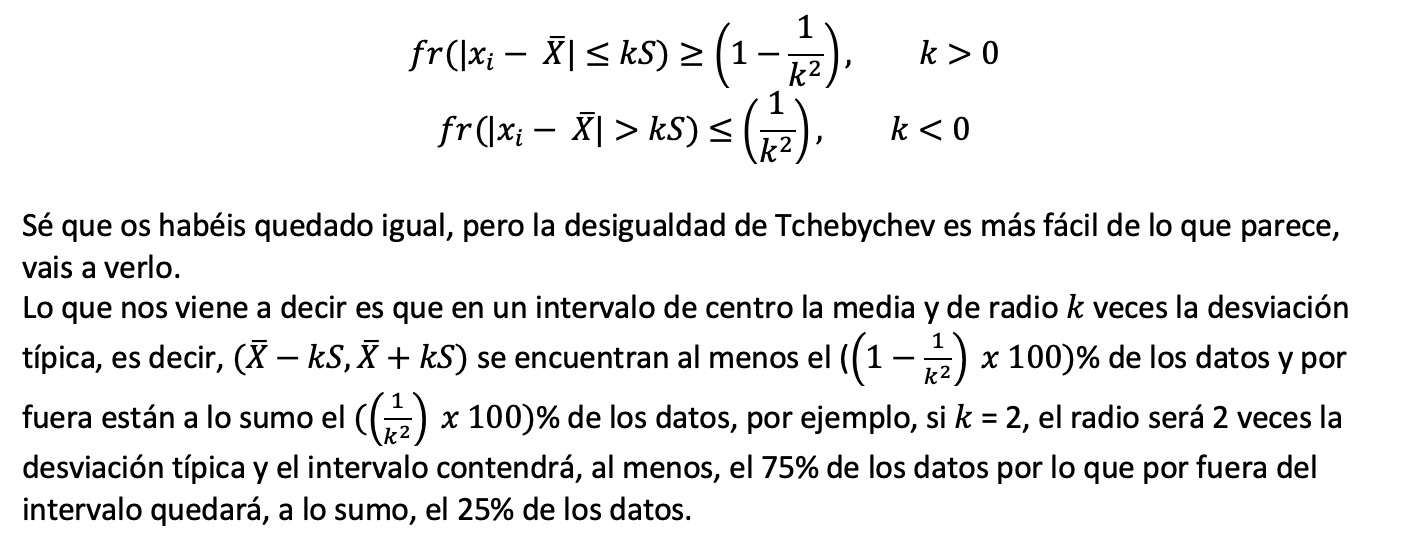 fr(|xᵢ − X̄| ≤ kS) ≥ (1 − 1/k²), k > 0
fr(|xᵢ − X̄| > kS) ≤ (1/k²), k < 0
Sé que os habéis quedado igual, pero la desigualdad de Tchebychev es más fácil de lo que parece,
vais a verlo.
Lo que nos viene a decir es que en un intervalo de centro la media y de radio k veces la desviación
típica, es decir, (X̄ − kS, X̄ + kS) se encuentran al menos el ((1 − 1/k²) x 100)% de los datos y por
fuera están a lo sumo el ((1/k²) x 100)% de los datos, por ejemplo, si k = 2, el radio será 2 veces la
desviación típica y el intervalo contendrá, al menos, el 75% de los datos por lo que por fuera del
intervalo quedará, a lo sumo, el 25% de los datos.